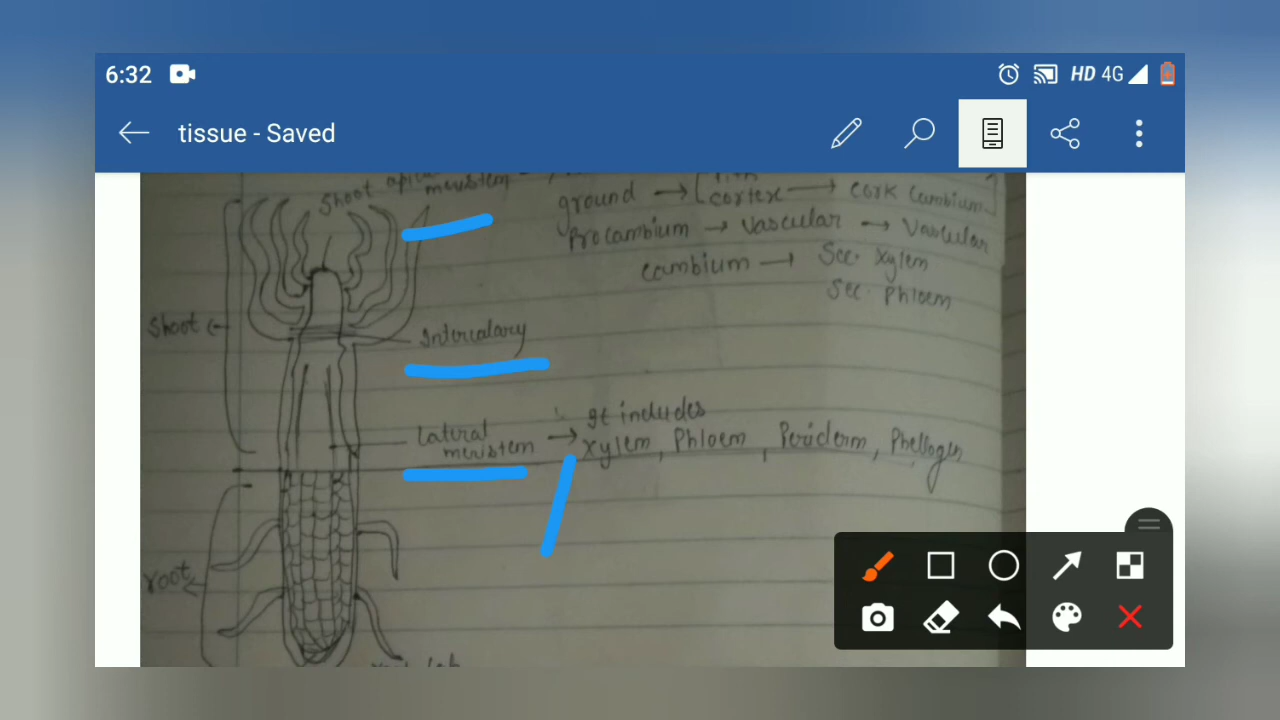 6:32
HD 4G
tissue - Saved
Shoot apical
meristem
ground → cortex → cork cambium
Procambium → vascular → Vascular
cambium → Sec. xylem
Sec. Phloem
Shoot
Intercalary
Lateral
meristem → It includes
Xylem, Phloem, Periderm, Phellogen
root